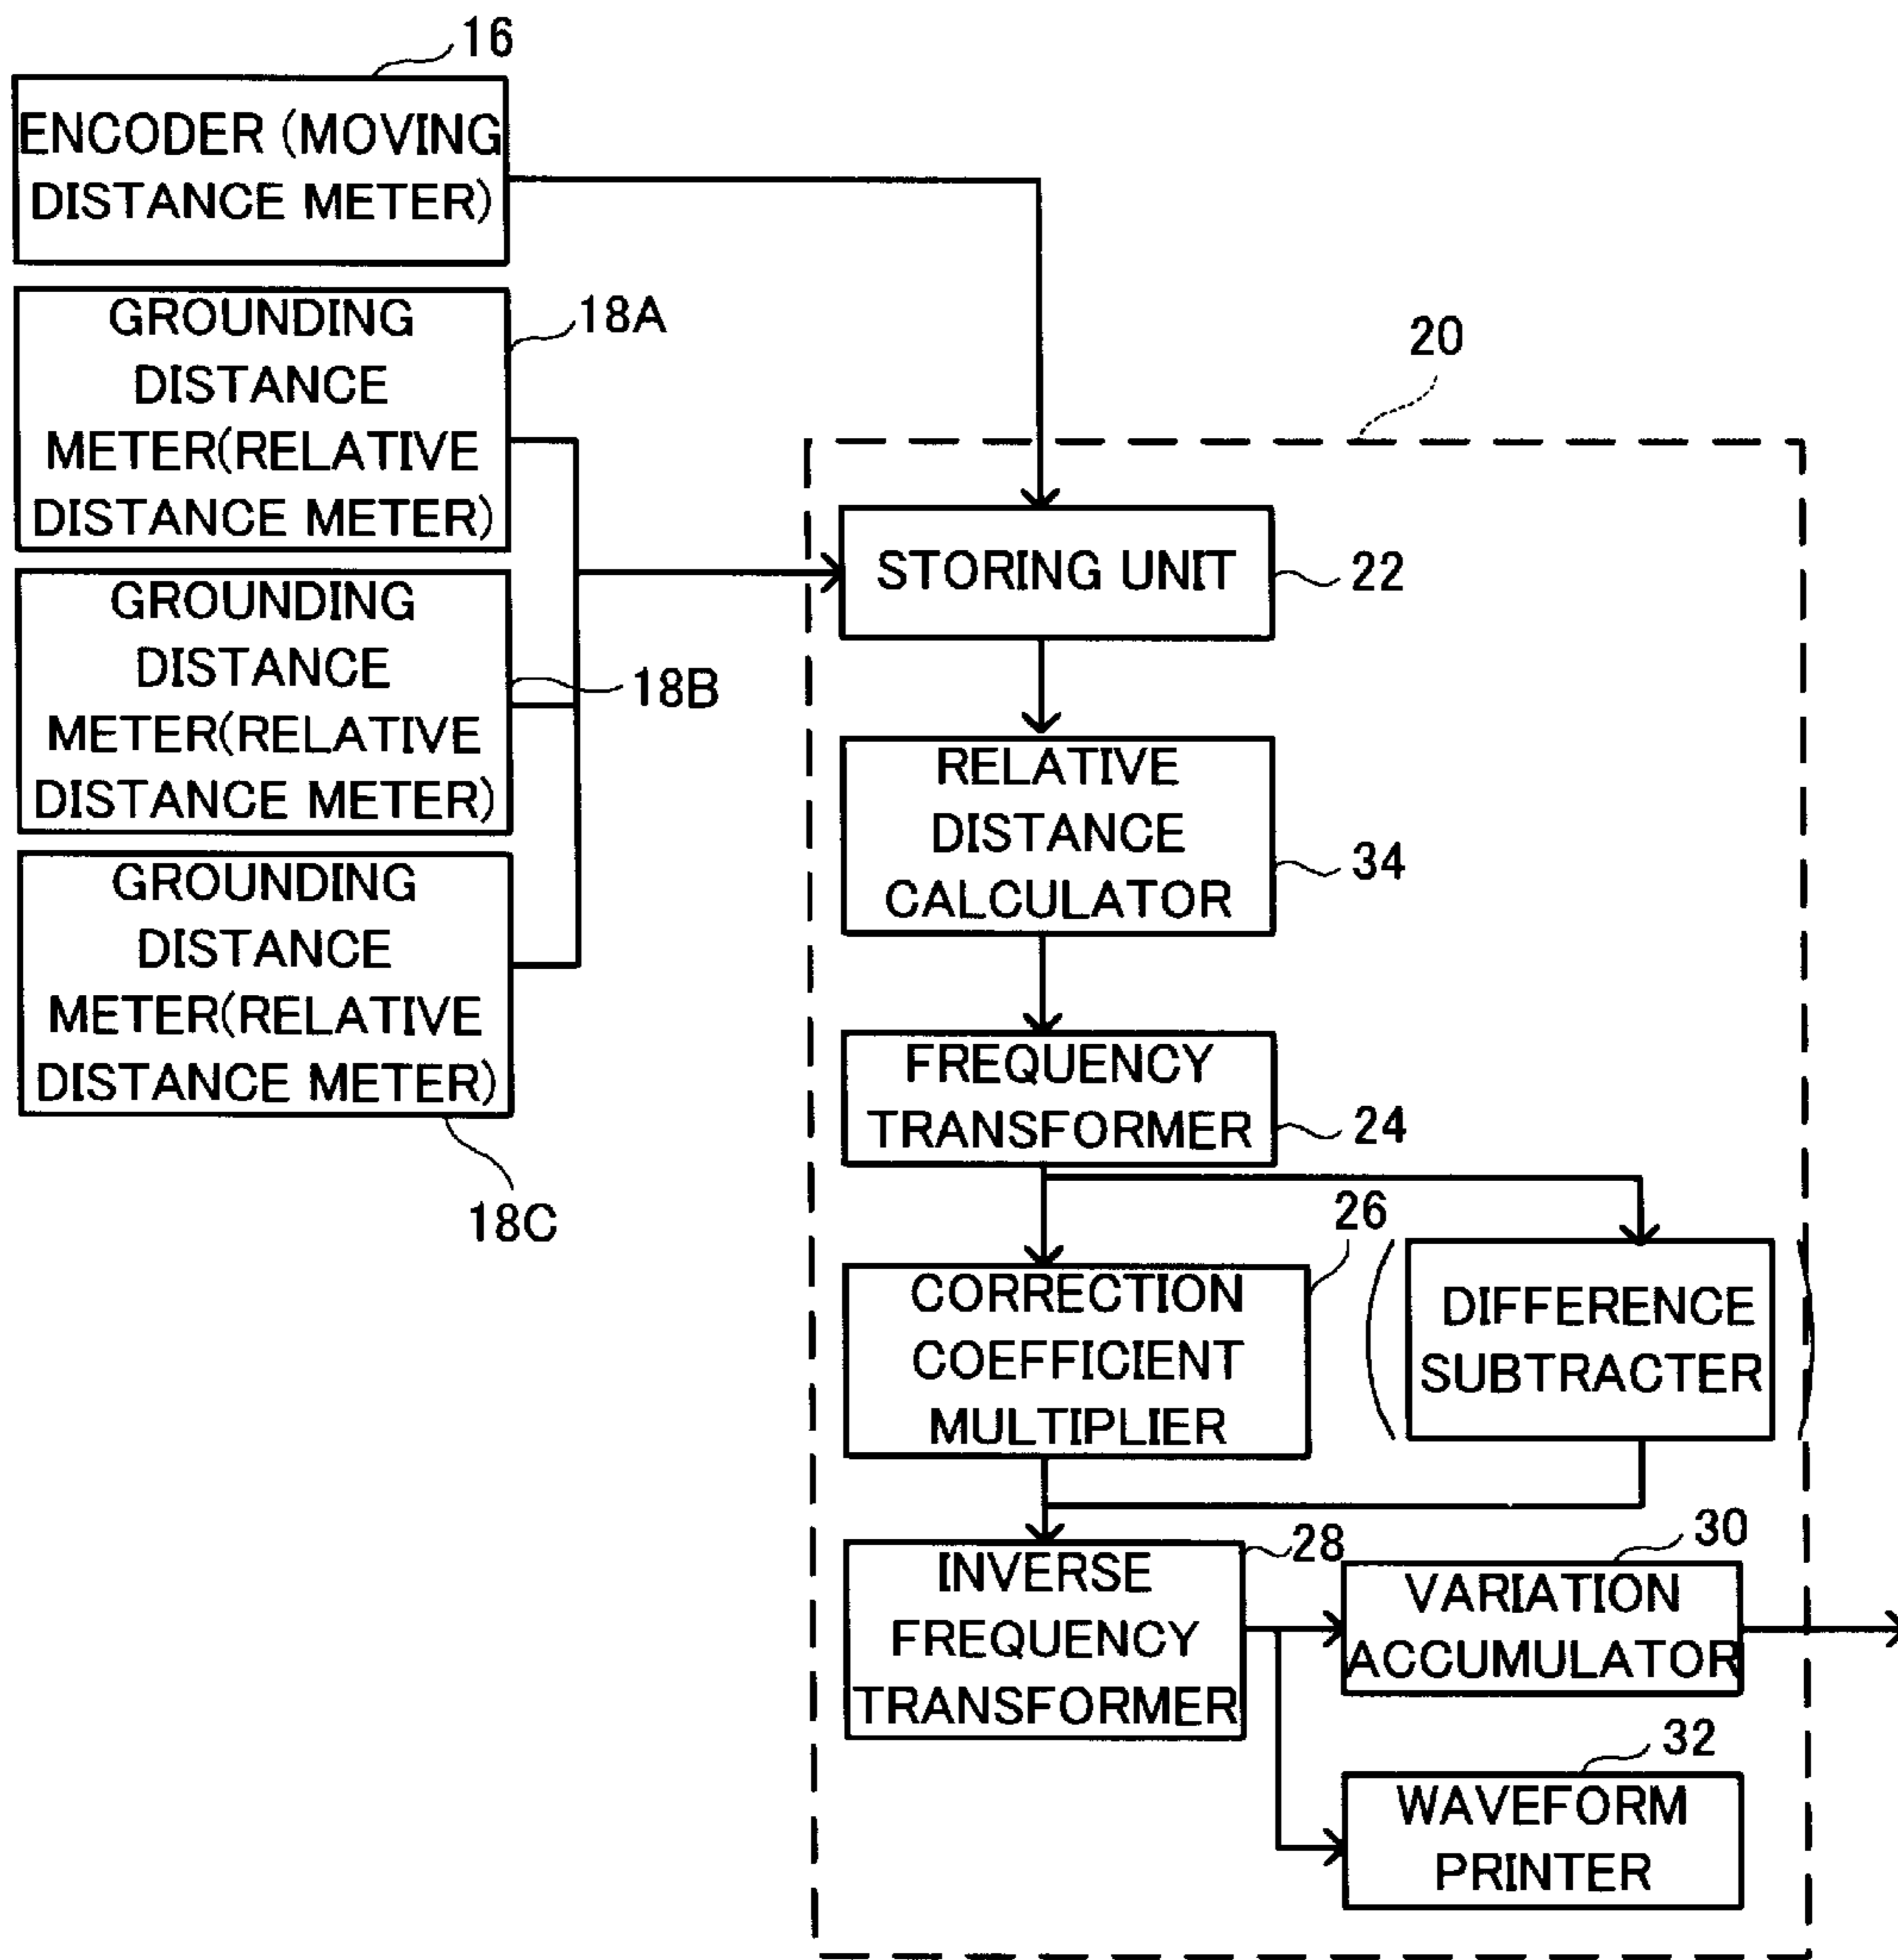 16
ENCODER (MOVING
DISTANCE METER)
GROUNDING
DISTANCE
METER(RELATIVE
DISTANCE METER)
18A
GROUNDING
DISTANCE
METER(RELATIVE
DISTANCE METER)
18B
GROUNDING
DISTANCE
METER(RELATIVE
DISTANCE METER)
18C
20
STORING UNIT
22
RELATIVE
DISTANCE
CALCULATOR
34
FREQUENCY
TRANSFORMER
24
CORRECTION
COEFFICIENT
MULTIPLIER
26
DIFFERENCE
SUBTRACTER
INVERSE
FREQUENCY
TRANSFORMER
28
VARIATION
ACCUMULATOR
30
WAVEFORM
PRINTER
32